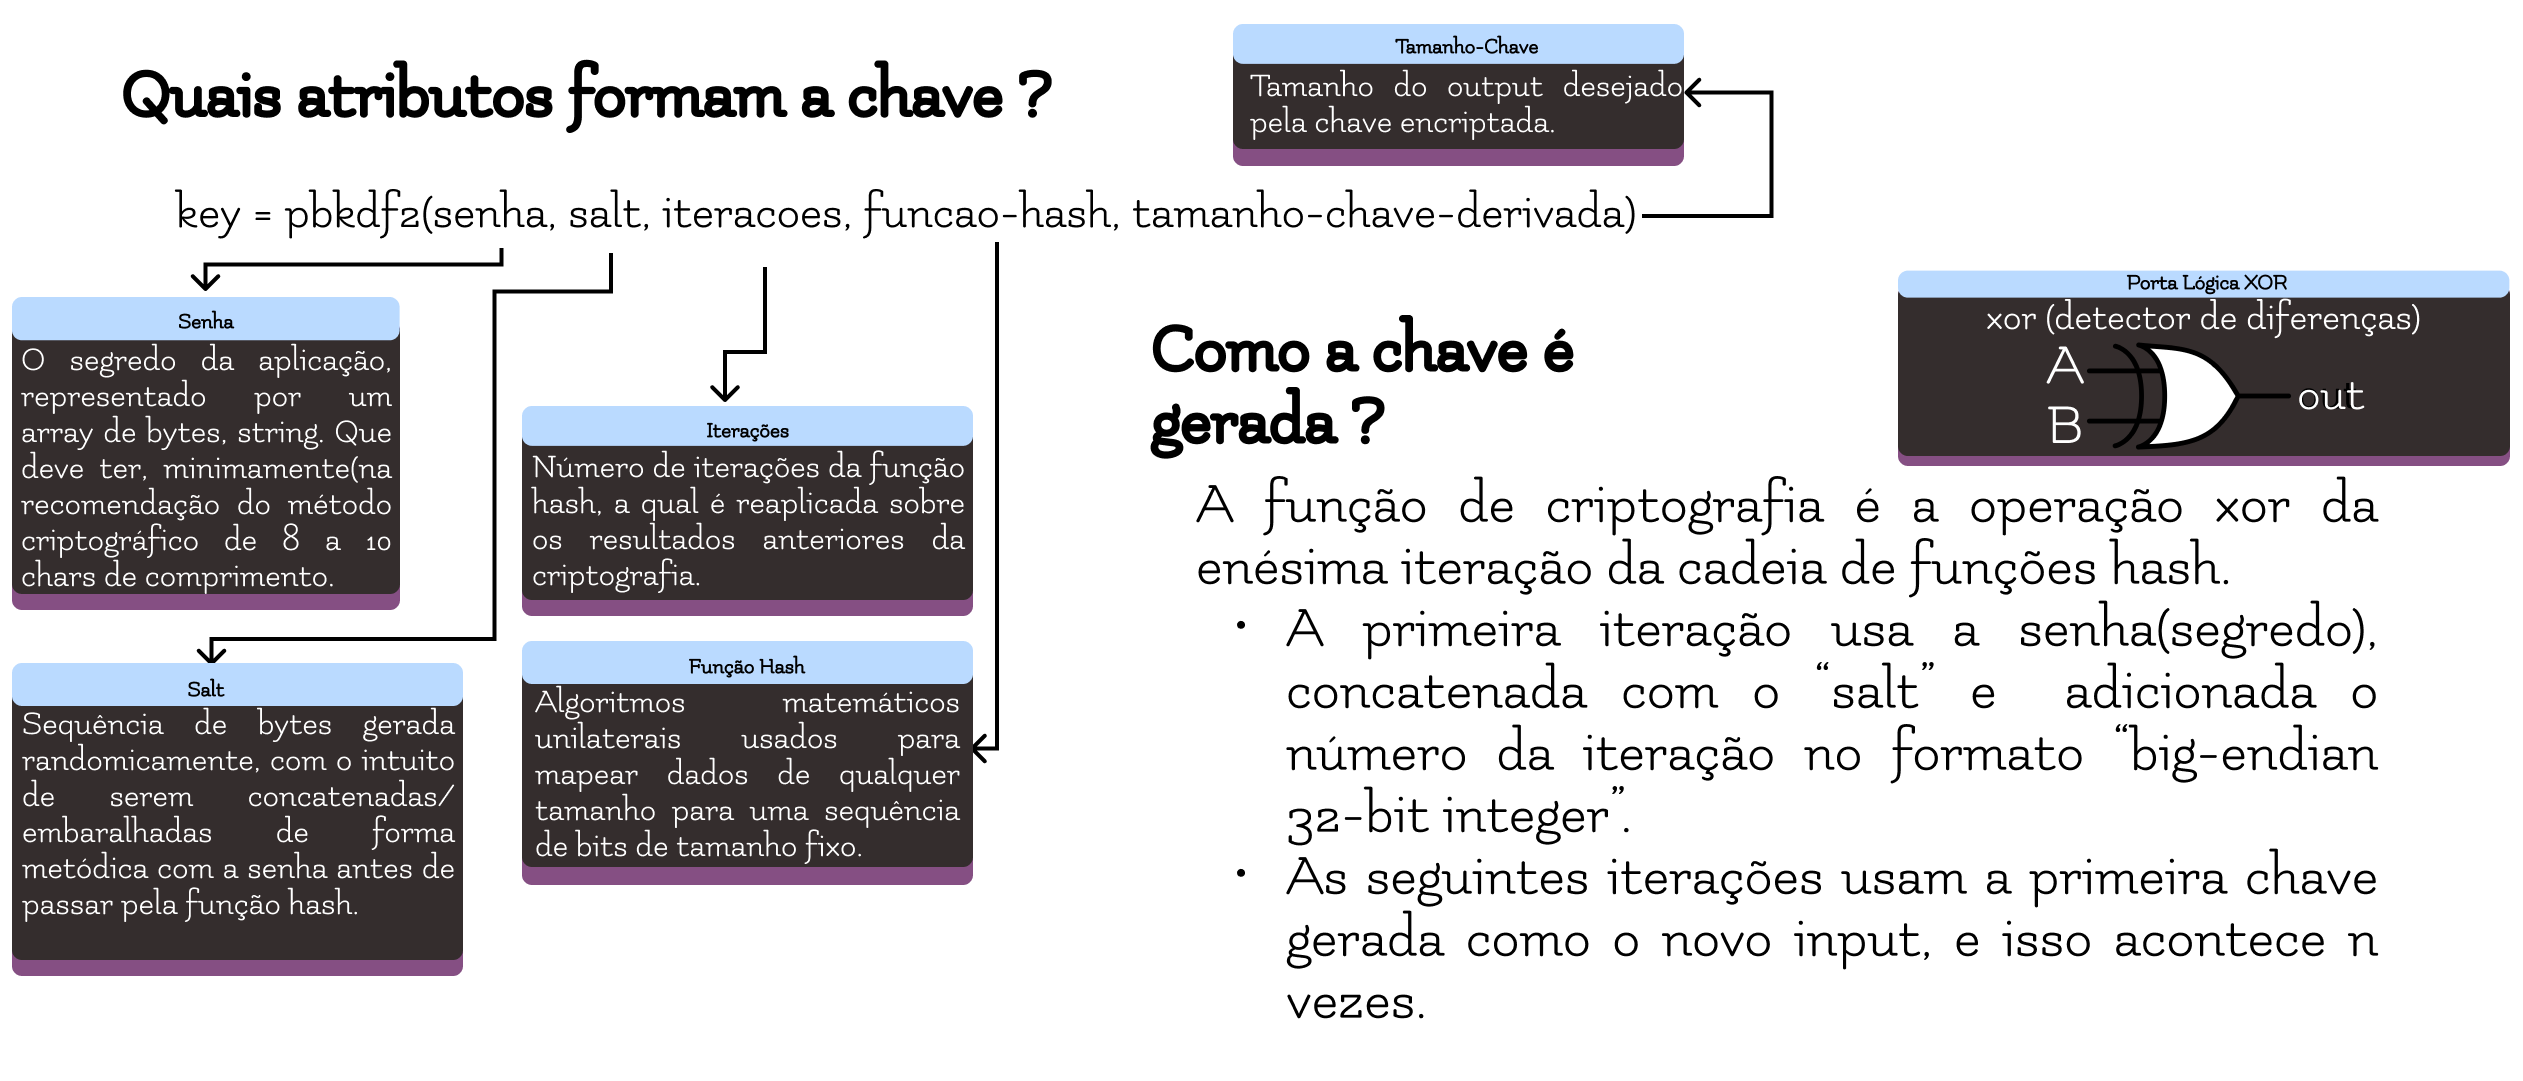 Quais atributos formam a chave ?
key = pbkdf2(senha, salt, iteracoes, funcao-hash, tamanho-chave-derivada)
Tamanho-Chave
Tamanho do output desejado
pela chave encriptada.
Senha
O segredo da aplicação,
representado por um
array de bytes, string. Que
deve ter, minimamente(na
recomendação do método
criptográfico de 8 a 10
chars de comprimento.
Salt
Sequência de bytes gerada
randomicamente, com o intuito
de serem concatenadas/
embaralhadas de forma
metódica com a senha antes de
passar pela função hash.
Iterações
Número de iterações da função
hash, a qual é reaplicada sobre
os resultados anteriores da
criptografia.
Função Hash
Algoritmos matemáticos
unilaterais usados para
mapear dados de qualquer
tamanho para uma sequência
de bits de tamanho fixo.
Como a chave é
gerada ?
Porta Lógica XOR
xor (detector de diferenças)
A
B
out
A função de criptografia é a operação xor da
enésima iteração da cadeia de funções hash.
• A primeira iteração usa a senha(segredo),
concatenada com o “salt” e adicionada o
número da iteração no formato “big-endian
32-bit integer”.
• As seguintes iterações usam a primeira chave
gerada como o novo input, e isso acontece n
vezes.